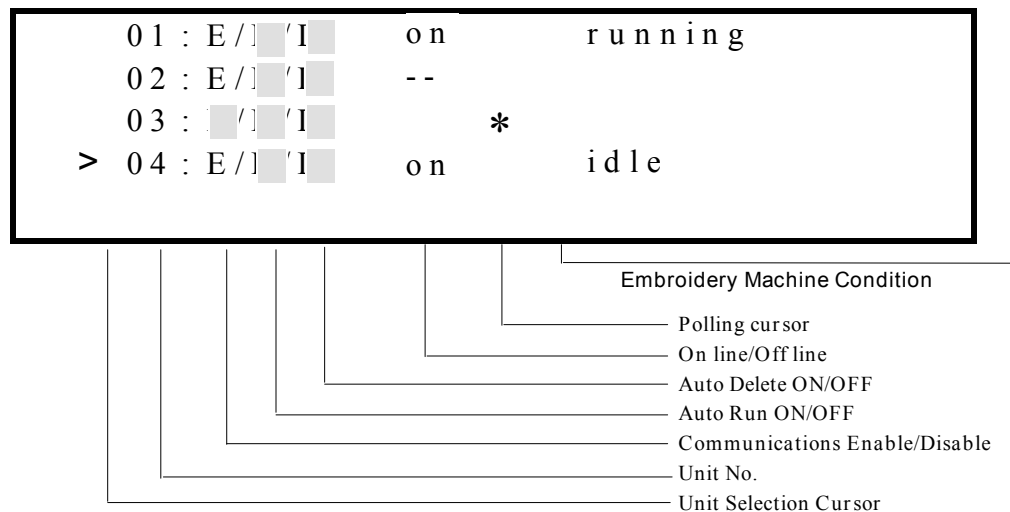 01 : E/ / on running
02 : E/ / --
03 : / / *
> 04 : E/ / on idle
Embroidery Machine Condition
Polling cursor
On line/Off line
Auto Delete ON/OFF
Auto Run ON/OFF
Communications Enable/Disable
Unit No.
Unit Selection Cursor